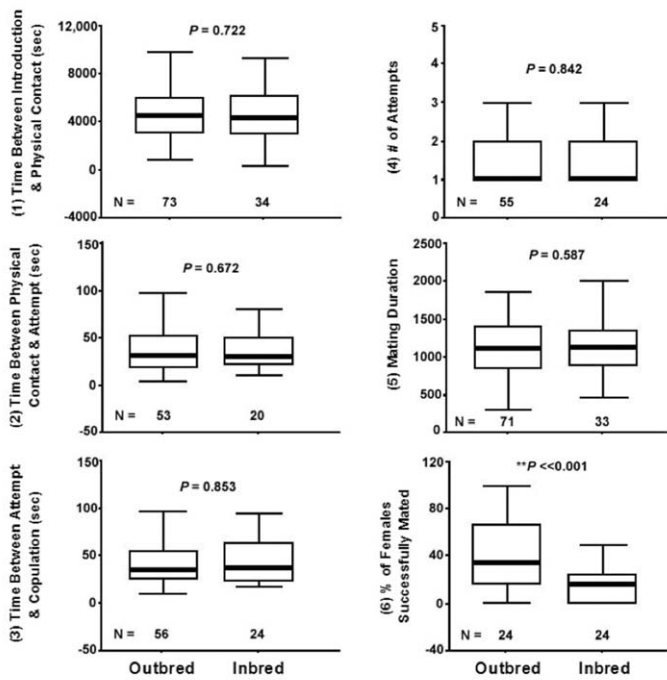 (1) Time Between Introduction
& Physical Contact (sec)
12,000
8000
4000
0
-4000
P = 0.722
N = 73 34
(4) # of Attempts
5
4
3
2
1
0
P = 0.842
N = 55 24
(2) Time Between Physical
Contact & Attempt (sec)
150
100
50
0
-50
P = 0.672
N = 53 20
(5) Mating Duration
2500
2000
1500
1000
500
0
P = 0.587
N = 71 33
(3) Time Between Attempt
& Copulation (sec)
150
100
50
0
-50
P = 0.853
N = 56 24
Outbred Inbred
(6) % of Females
Successfully Mated
120
80
40
0
-40
**P <<0.001
N = 24 24
Outbred Inbred